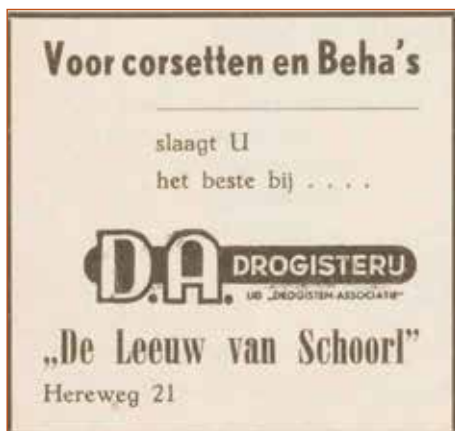 Voor corsetten en Beha's
slaagt U
het beste bij . . . .
D.A. DROGISTERIJ
LID „DROGISTEN-ASSOCIATIE"
„De Leeuw van Schoorl"
Hereweg 21